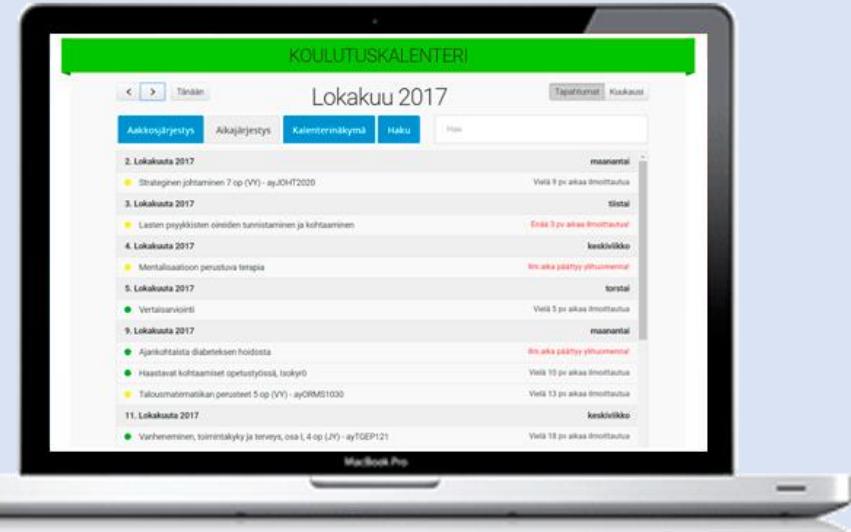 KOULUTUSKALENTERI
< > Tänään
Lokakuu 2017
Tapahtumat Kuukausi
Aakkosjärjestys Aikajärjestys Kalenterinäkymä Haku
Hae
2. Lokakuuta 2017 maanantai
Strateginen johtaminen 7 op (VY) - ayJOHT2020 Vielä 9 pv aikaa ilmoittautua
3. Lokakuuta 2017 tiistai
Lasten psyykkisten oireiden tunnistaminen ja kohtaaminen Enää 3 pv aikaa ilmoittautua!
4. Lokakuuta 2017 keskiviikko
Mentalisaatioon perustuva terapia Ilm.aika päättyy ylihuomenna!
5. Lokakuuta 2017 torstai
Vertaisarviointi Vielä 5 pv aikaa ilmoittautua
9. Lokakuuta 2017 maanantai
Ajankohtaista diabeteksen hoidosta Ilm.aika päättyy ylihuomenna!
Haastavat kohtaamiset opetustyössä, Isokyrö Vielä 10 pv aikaa ilmoittautua
Talousmatematiikan perusteet 5 op (VY) - ayORMS1030 Vielä 13 pv aikaa ilmoittautua
11. Lokakuuta 2017 keskiviikko
Vanheneminen, toimintakyky ja terveys, osa I, 4 op (JY) - ayTGEP121 Vielä 18 pv aikaa ilmoittautua
MacBook Pro